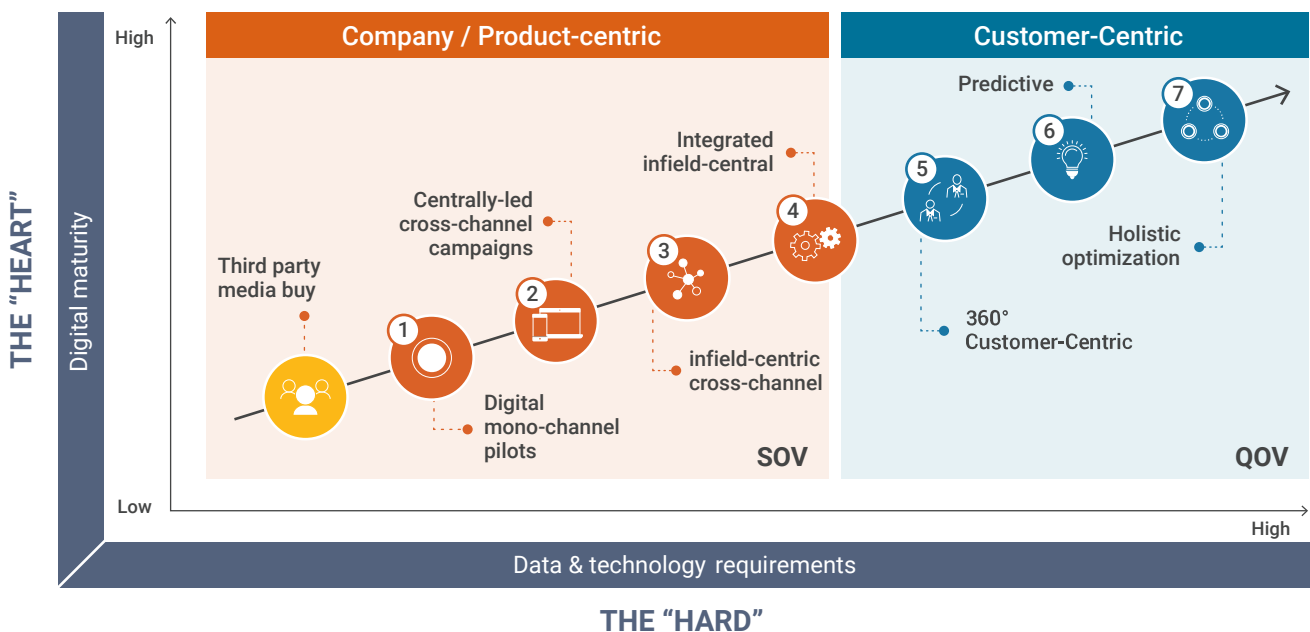 High
Company / Product-centric
Customer-Centric
THE “HEART”
Digital maturity
Third party
media buy
1
Digital
mono-channel
pilots
Centrally-led
cross-channel
campaigns
2
3
infield-centric
cross-channel
Integrated
infield-central
4
SOV
5
360°
Customer-Centric
Predictive
6
7
Holistic
optimization
QOV
Low
High
Data & technology requirements
THE “HARD”